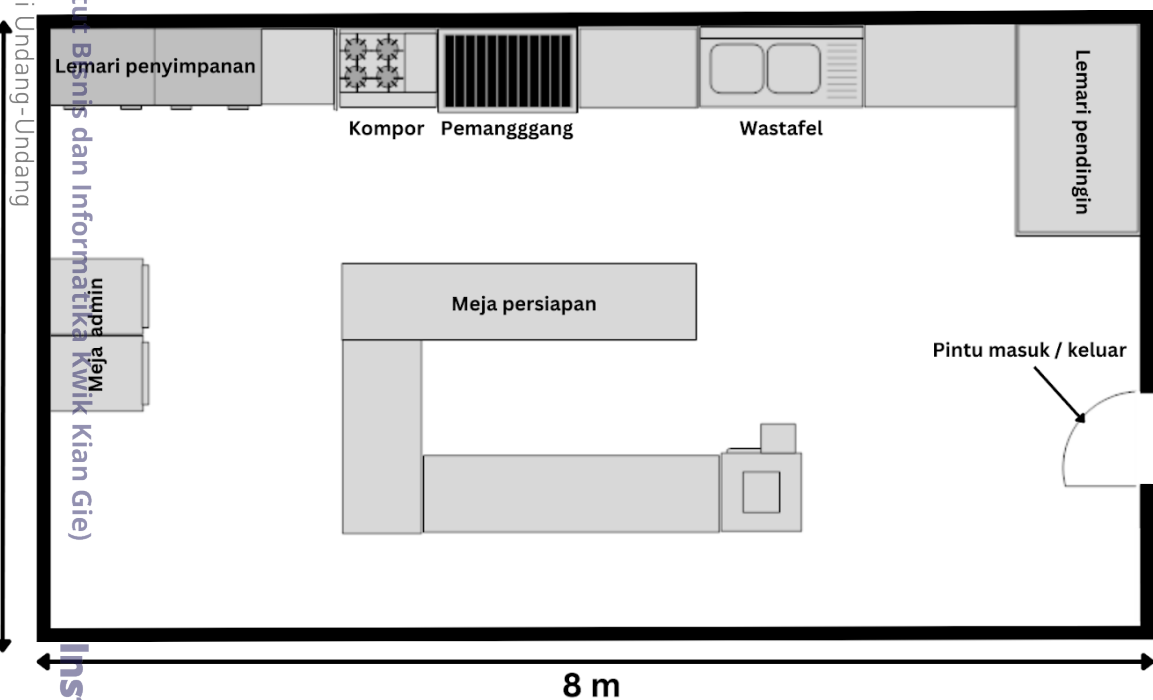 Lemari penyimpanan
Kompor
Pemangggang
Wastafel
Lemari pendingin
Meja admin
Meja persiapan
Pintu masuk / keluar
8 m
i Undang-Undang
Bisnis dan Informatika Kwik Kian Gie)